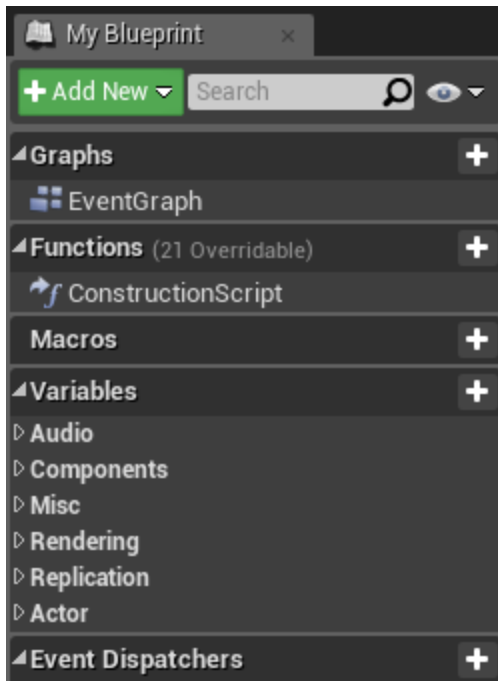 My Blueprint
Add New Search
Graphs
EventGraph
Functions (21 Overridable)
ConstructionScript
Macros
Variables
Audio
Components
Misc
Rendering
Replication
Actor
Event Dispatchers